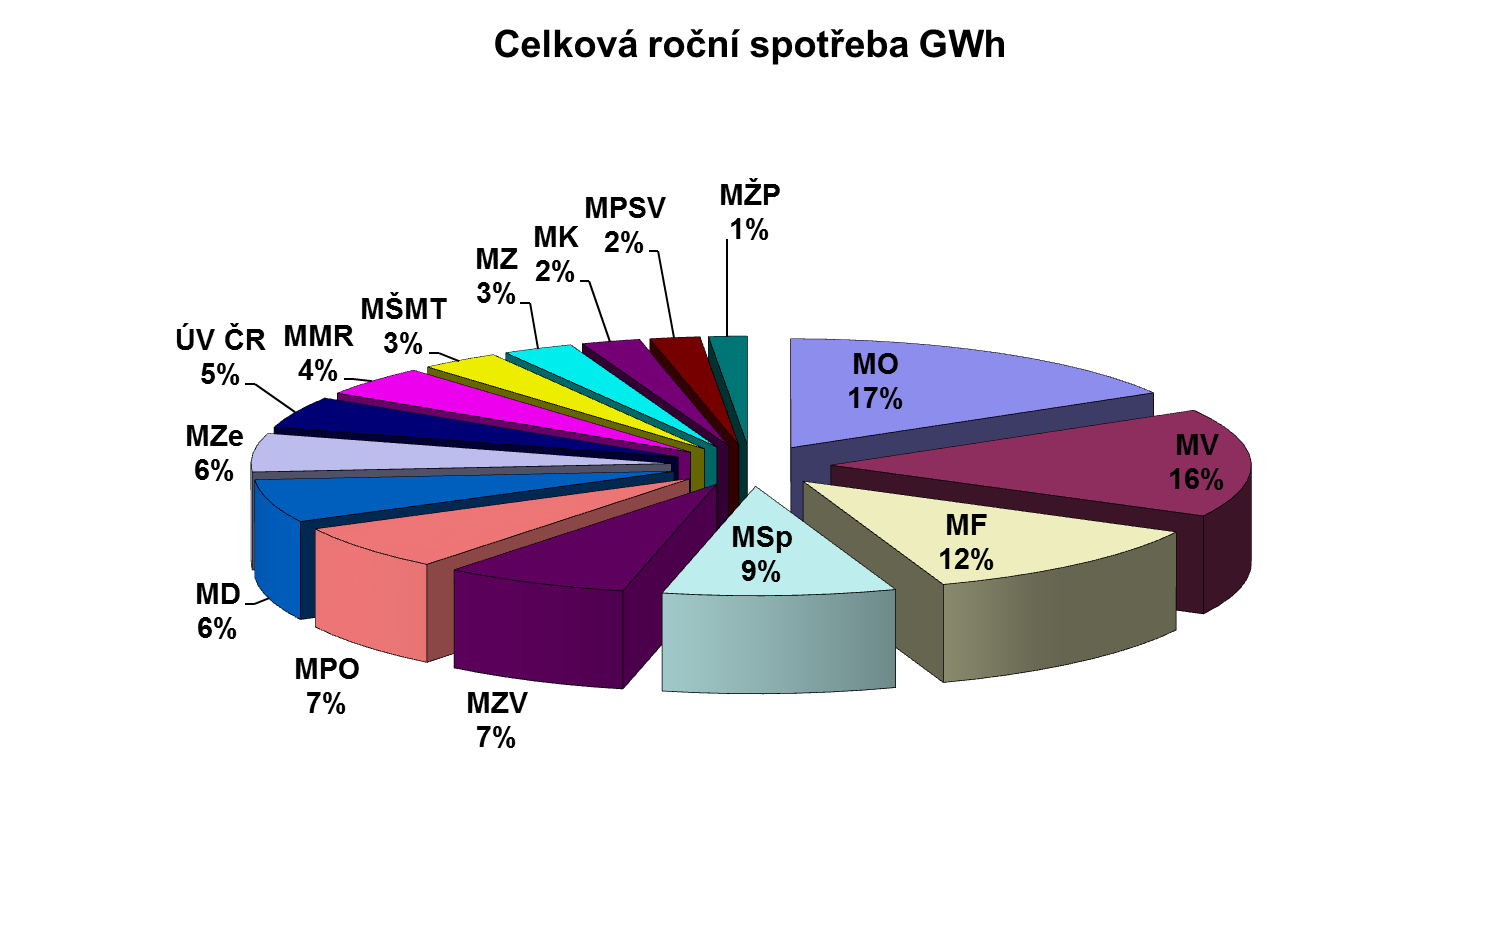 Celková roční spotřeba GWh
MŽP
1%
MPSV
2%
MK
2%
MZ
3%
MŠMT
3%
MMR
4%
ÚV ČR
5%
MZe
6%
MD
6%
MPO
7%
MZV
7%
MSp
9%
MF
12%
MV
16%
MO
17%